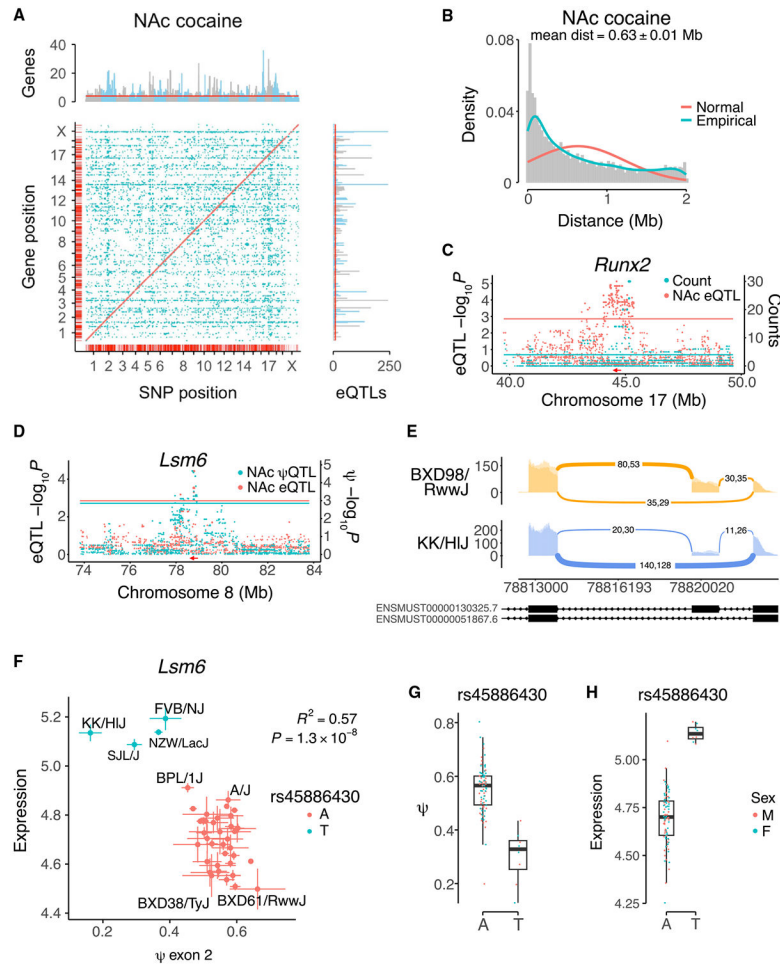 A
NAc cocaine
Genes
40
20
0
Gene position
X
17
14
12
10
8
6
5
4
3
2
1
1 2 3 4 5 6 8 10 12 14 17 X
SNP position
0 250
eQTLs
B
NAc cocaine
mean dist = 0.63 ± 0.01 Mb
Density
0.08
0.04
0
Normal
Empirical
0 1 2
Distance (Mb)
C
Runx2
eQTL −log10P
5
4
3
2
1
0
Count
NAc eQTL
30
20
10
0
Counts
40.0 45.0 50.0
Chromosome 17 (Mb)
D
Lsm6
eQTL −log10P
4
2
0
NAc ψQTL
NAc eQTL
5
4
3
2
1
0
ψ −log10P
74 76 78 80 82 84
Chromosome 8 (Mb)
E
BXD98/
RwwJ
150
0
80,53
30,35
35,29
KK/HlJ
200
100
0
20,30
11,26
140,128
78813000 78816193 78820020
ENSMUST00000130325.7
ENSMUST00000051867.6
F
Lsm6
Expression
5.2
5.0
4.8
4.6
4.4
KK/HlJ
FVB/NJ
SJL/J
NZW/LacJ
BPL/1J
A/J
BXD38/TyJ
BXD61/RwwJ
R2 = 0.57
P = 1.3 × 10−8
rs45886430
A
T
0.2 0.4 0.6
ψ exon 2
G
rs45886430
ψ
0.8
0.6
0.4
0.2
A T
H
rs45886430
Expression
5.00
4.75
4.50
4.25
A T
Sex
M
F